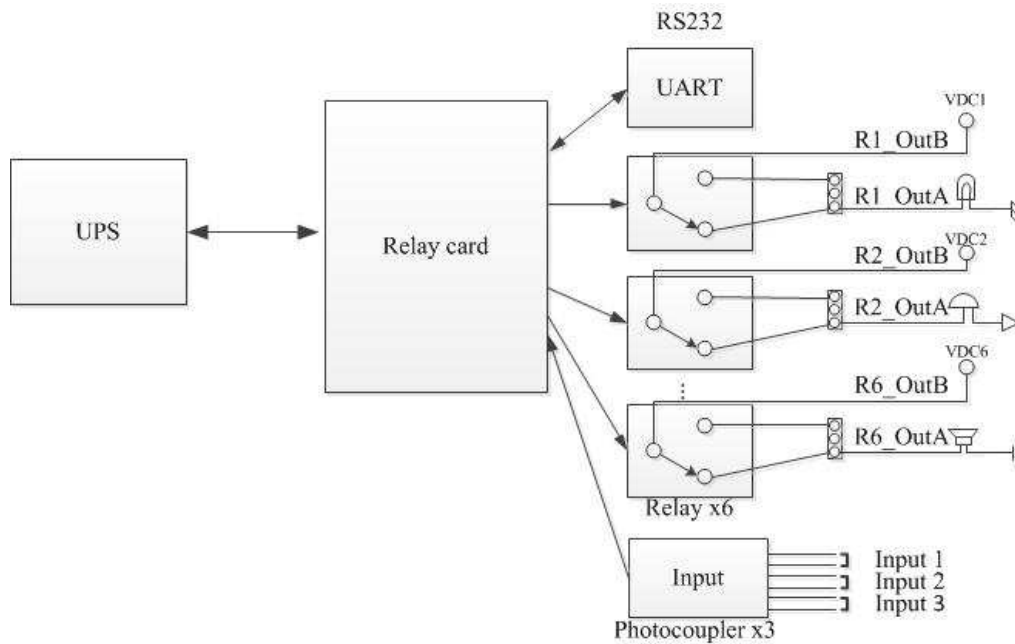 RS232
UART
VDC1
R1_OutB
R1_OutA
UPS
Relay card
VDC2
R2_OutB
R2_OutA
VDC6
R6_OutB
R6_OutA
Relay x6
Input
Input 1
Input 2
Input 3
Photocoupler x3